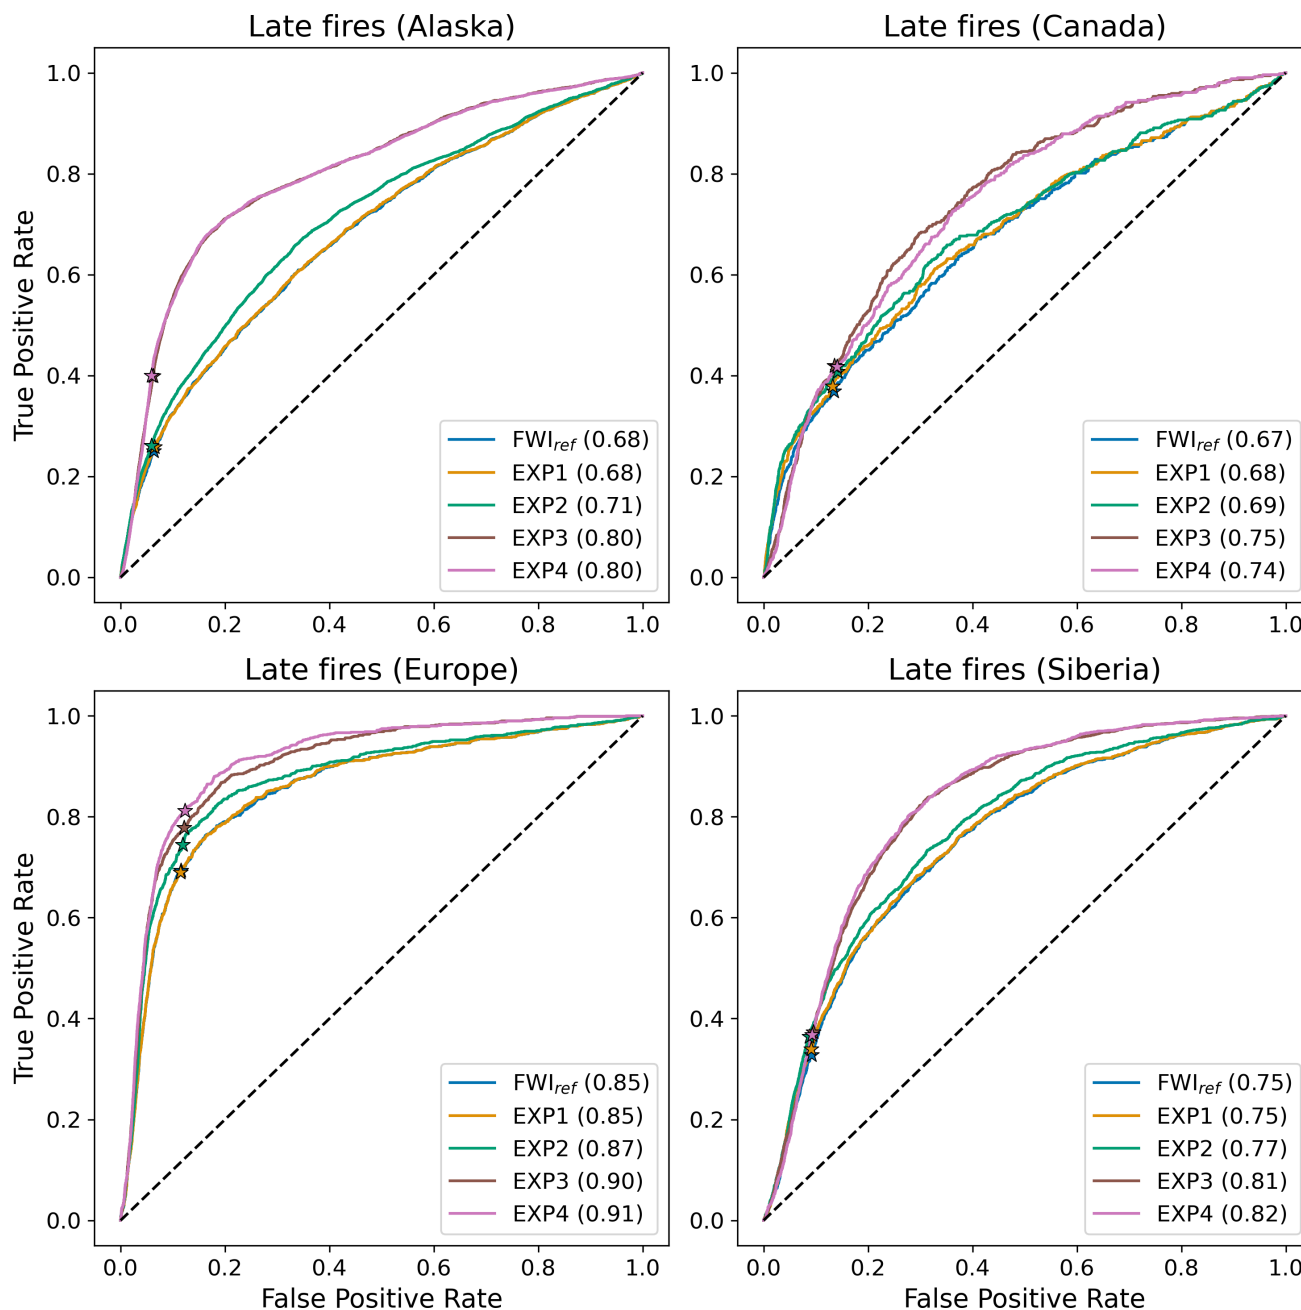 Late fires (Alaska)
True Positive Rate
1.0
0.8
0.6
0.4
0.2
0.0
0.0 0.2 0.4 0.6 0.8 1.0
FWI_ref (0.68)
EXP1 (0.68)
EXP2 (0.71)
EXP3 (0.80)
EXP4 (0.80)
Late fires (Canada)
1.0
0.8
0.6
0.4
0.2
0.0
0.0 0.2 0.4 0.6 0.8 1.0
FWI_ref (0.67)
EXP1 (0.68)
EXP2 (0.69)
EXP3 (0.75)
EXP4 (0.74)
Late fires (Europe)
True Positive Rate
1.0
0.8
0.6
0.4
0.2
0.0
0.0 0.2 0.4 0.6 0.8 1.0
False Positive Rate
FWI_ref (0.85)
EXP1 (0.85)
EXP2 (0.87)
EXP3 (0.90)
EXP4 (0.91)
Late fires (Siberia)
1.0
0.8
0.6
0.4
0.2
0.0
0.0 0.2 0.4 0.6 0.8 1.0
False Positive Rate
FWI_ref (0.75)
EXP1 (0.75)
EXP2 (0.77)
EXP3 (0.81)
EXP4 (0.82)